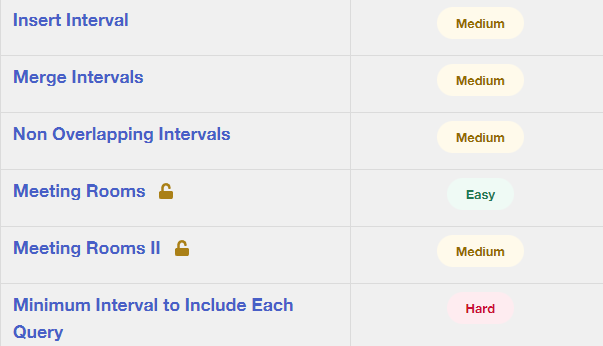 Insert Interval
Medium
Merge Intervals
Medium
Non Overlapping Intervals
Medium
Meeting Rooms
Easy
Meeting Rooms II
Medium
Minimum Interval to Include Each
Query
Hard